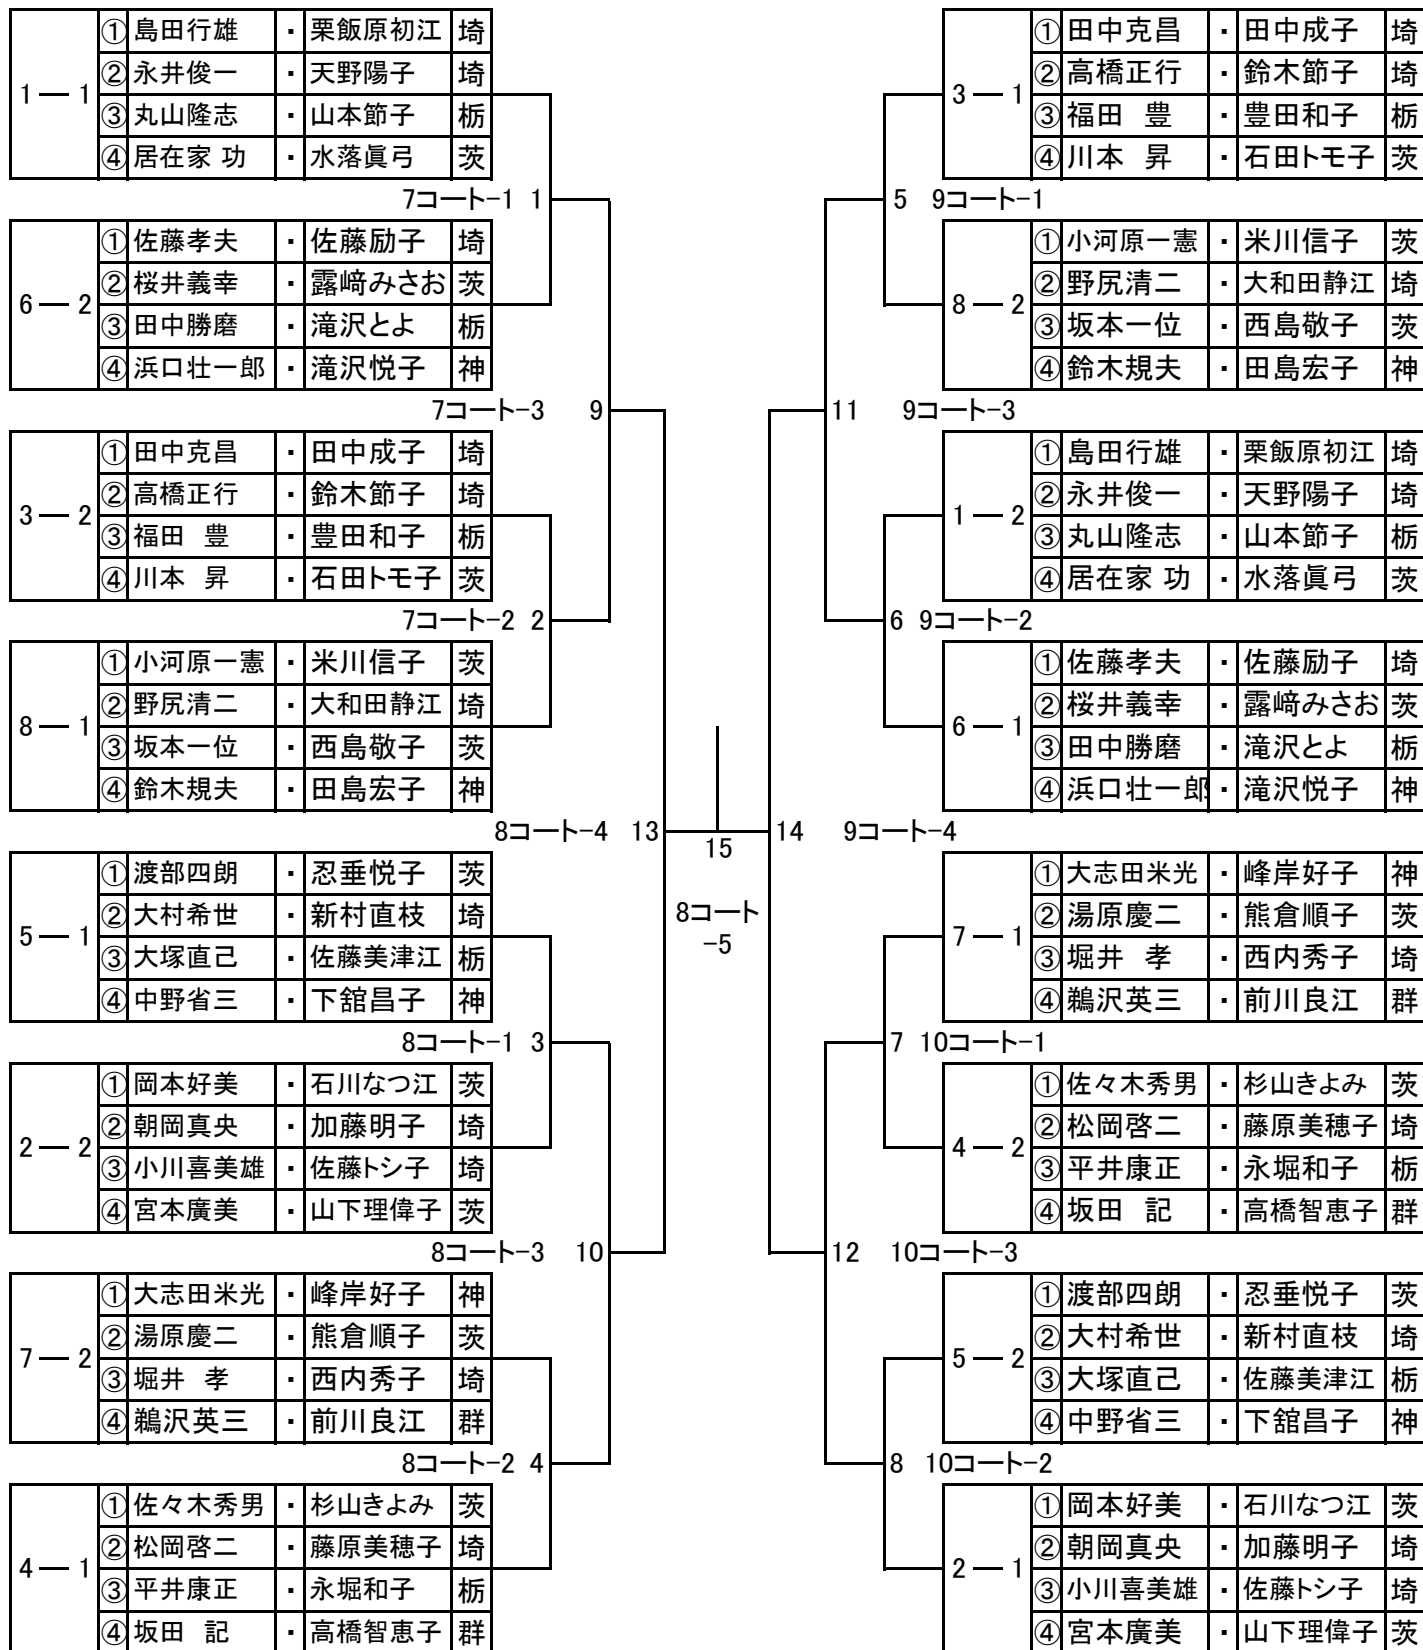 1 — 1
① 島田行雄 ・ 栗飯原初江 埼
② 永井俊一 ・ 天野陽子 埼
③ 丸山隆志 ・ 山本節子 栃
④ 居在家 功 ・ 水落眞弓 茨
7コート-1 1
6 — 2
① 佐藤孝夫 ・ 佐藤励子 埼
② 桜井義幸 ・ 露﨑みさお 茨
③ 田中勝磨 ・ 滝沢とよ 栃
④ 浜口壮一郎 ・ 滝沢悦子 神
7コート-3 9
3 — 2
① 田中克昌 ・ 田中成子 埼
② 高橋正行 ・ 鈴木節子 埼
③ 福田 豊 ・ 豊田和子 栃
④ 川本 昇 ・ 石田トモ子 茨
7コート-2 2
8 — 1
① 小河原一憲 ・ 米川信子 茨
② 野尻清二 ・ 大和田静江 埼
③ 坂本一位 ・ 西島敬子 茨
④ 鈴木規夫 ・ 田島宏子 神
8コート-4 13
5 — 1
① 渡部四朗 ・ 忍垂悦子 茨
② 大村希世 ・ 新村直枝 埼
③ 大塚直己 ・ 佐藤美津江 栃
④ 中野省三 ・ 下舘昌子 神
8コート-1 3
2 — 2
① 岡本好美 ・ 石川なつ江 茨
② 朝岡真央 ・ 加藤明子 埼
③ 小川喜美雄 ・ 佐藤トシ子 埼
④ 宮本廣美 ・ 山下理偉子 茨
8コート-3 10
7 — 2
① 大志田米光 ・ 峰岸好子 神
② 湯原慶二 ・ 熊倉順子 茨
③ 堀井 孝 ・ 西内秀子 埼
④ 鵜沢英三 ・ 前川良江 群
8コート-2 4
4 — 1
① 佐々木秀男 ・ 杉山きよみ 茨
② 松岡啓二 ・ 藤原美穂子 埼
③ 平井康正 ・ 永堀和子 栃
④ 坂田 記 ・ 高橋智恵子 群
15
8コート
-5
3 — 1
① 田中克昌 ・ 田中成子 埼
② 高橋正行 ・ 鈴木節子 埼
③ 福田 豊 ・ 豊田和子 栃
④ 川本 昇 ・ 石田トモ子 茨
5 9コート-1
8 — 2
① 小河原一憲 ・ 米川信子 茨
② 野尻清二 ・ 大和田静江 埼
③ 坂本一位 ・ 西島敬子 茨
④ 鈴木規夫 ・ 田島宏子 神
11 9コート-3
1 — 2
① 島田行雄 ・ 栗飯原初江 埼
② 永井俊一 ・ 天野陽子 埼
③ 丸山隆志 ・ 山本節子 栃
④ 居在家 功 ・ 水落眞弓 茨
6 9コート-2
6 — 1
① 佐藤孝夫 ・ 佐藤励子 埼
② 桜井義幸 ・ 露﨑みさお 茨
③ 田中勝磨 ・ 滝沢とよ 栃
④ 浜口壮一郎 ・ 滝沢悦子 神
14 9コート-4
7 — 1
① 大志田米光 ・ 峰岸好子 神
② 湯原慶二 ・ 熊倉順子 茨
③ 堀井 孝 ・ 西内秀子 埼
④ 鵜沢英三 ・ 前川良江 群
7 10コート-1
4 — 2
① 佐々木秀男 ・ 杉山きよみ 茨
② 松岡啓二 ・ 藤原美穂子 埼
③ 平井康正 ・ 永堀和子 栃
④ 坂田 記 ・ 高橋智恵子 群
12 10コート-3
5 — 2
① 渡部四朗 ・ 忍垂悦子 茨
② 大村希世 ・ 新村直枝 埼
③ 大塚直己 ・ 佐藤美津江 栃
④ 中野省三 ・ 下舘昌子 神
8 10コート-2
2 — 1
① 岡本好美 ・ 石川なつ江 茨
② 朝岡真央 ・ 加藤明子 埼
③ 小川喜美雄 ・ 佐藤トシ子 埼
④ 宮本廣美 ・ 山下理偉子 茨